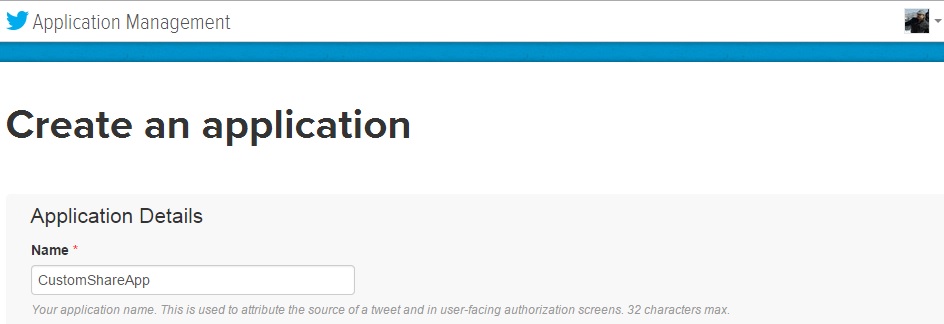 Application Management
Create an application
Application Details
Name *
CustomShareApp
Your application name. This is used to attribute the source of a tweet and in user-facing authorization screens. 32 characters max.